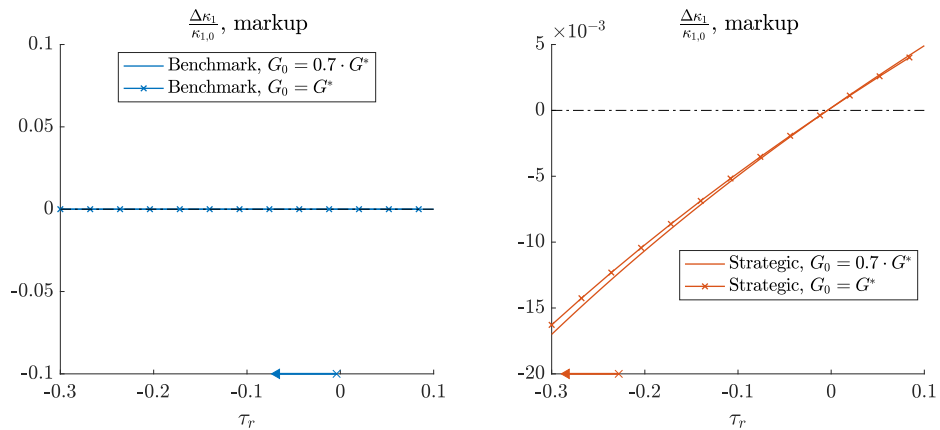 Δκ₁/κ₁,₀, markup
0.1
0.05
0
-0.05
-0.1
-0.3 -0.2 -0.1 0 0.1
τᵣ
Benchmark, G₀ = 0.7 · G*
Benchmark, G₀ = G*
Δκ₁/κ₁,₀, markup
×10⁻³
5
0
-5
-10
-15
-20
-0.3 -0.2 -0.1 0 0.1
τᵣ
Strategic, G₀ = 0.7 · G*
Strategic, G₀ = G*